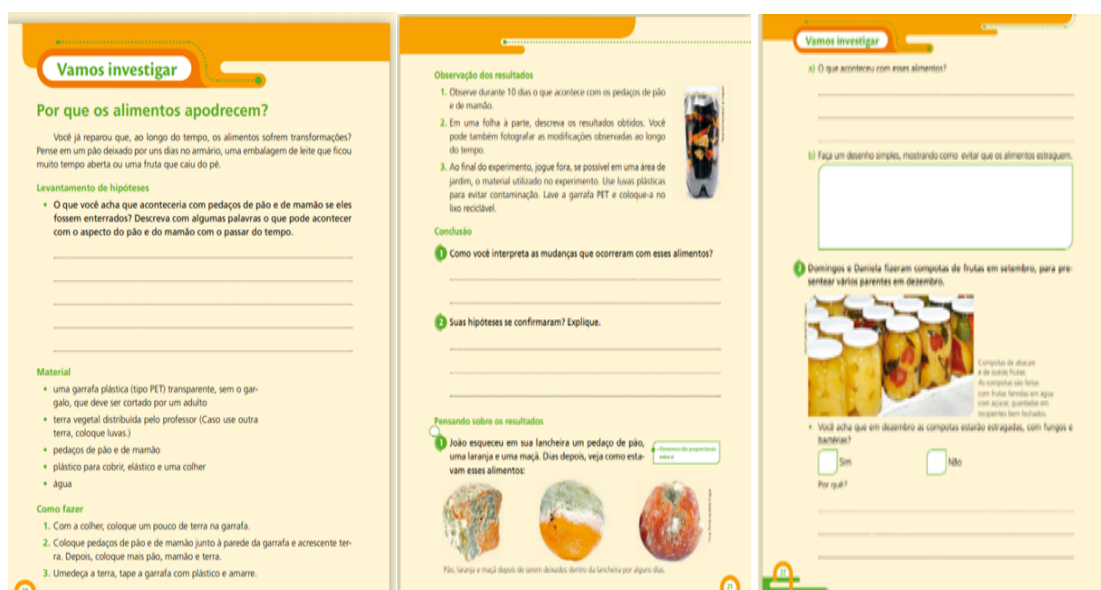 Vamos investigar
Por que os alimentos apodrecem?
Você já reparou que, ao longo do tempo, os alimentos sofrem transformações?
Pense em um pão deixado por uns dias no armário, uma embalagem de leite que ficou
muito tempo aberta ou uma fruta que caiu do pé.
Levantamento de hipóteses
• O que você acha que aconteceria com pedaços de pão e de mamão se eles
fossem enterrados? Descreva com algumas palavras o que pode acontecer
com o aspecto do pão e do mamão com o passar do tempo.
Material
• uma garrafa plástica (tipo PET) transparente, sem o gar-
galo, que deve ser cortado por um adulto
• terra vegetal distribuída pelo professor (Caso use outra
terra, coloque luvas.)
• pedaços de pão e de mamão
• plástico para cobrir, elástico e uma colher
• água
Como fazer
1. Com a colher, coloque um pouco de terra na garrafa.
2. Coloque pedaços de pão e de mamão junto à parede da garrafa e acrescente ter-
ra. Depois, coloque mais pão, mamão e terra.
3. Umedeça a terra, tape a garrafa com plástico e amarre.
Observação dos resultados
1. Observe durante 10 dias o que acontece com os pedaços de pão
e de mamão.
2. Em uma folha à parte, descreva os resultados obtidos. Você
pode também fotografar as modificações observadas ao longo
do tempo.
3. Ao final do experimento, jogue fora, se possível em uma área de
jardim, o material utilizado no experimento. Use luvas plásticas
para evitar contaminação. Lave a garrafa PET e coloque-a no
lixo reciclável.
Conclusão
1 Como você interpreta as mudanças que ocorreram com esses alimentos?
2 Suas hipóteses se confirmaram? Explique.
Pensando sobre os resultados
1 João esqueceu em sua lancheira um pedaço de pão,
uma laranja e uma maçã. Dias depois, veja como esta-
vam esses alimentos:
Pão, laranja e maçã depois de serem deixados dentro da lancheira por alguns dias.
21
Vamos investigar
a) O que aconteceu com esses alimentos?
b) Faça um desenho simples, mostrando como evitar que os alimentos estraguem.
2 Domingos e Daniela fizeram compotas de frutas em setembro, para pre-
sentear vários parentes em dezembro.
Compotas de abacaxi
e de outras frutas.
As compotas são feitas
com frutas fervidas em água
com açúcar, guardadas em
recipientes bem fechados.
• Você acha que em dezembro as compotas estarão estragadas, com fungos e
bactérias?
Sim
Não
Por quê?